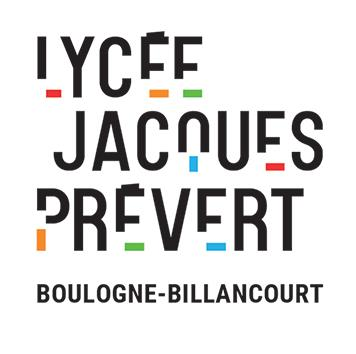 LYCÉE
JACQUES
PRÉVERT
BOULOGNE-BILLANCOURT